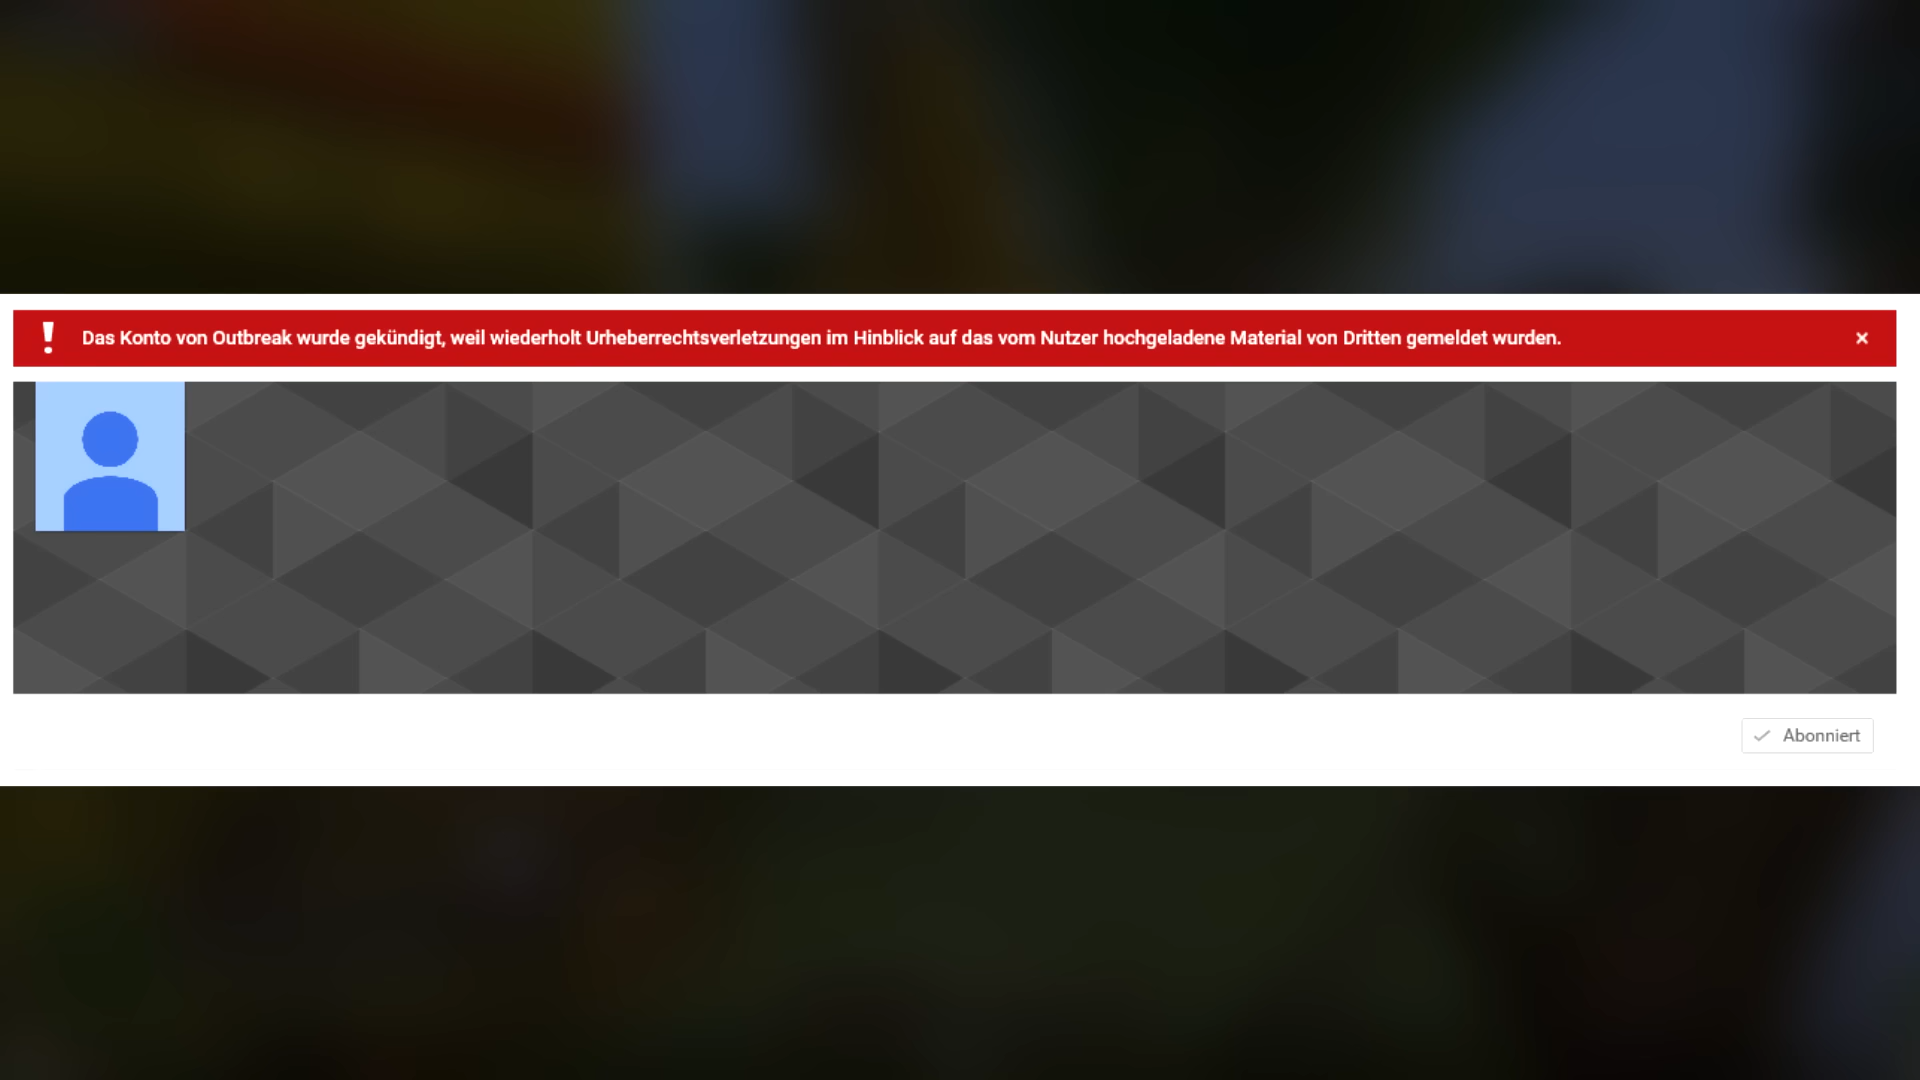 Das Konto von Outbreak wurde gekündigt, weil wiederholt Urheberrechtsverletzungen im Hinblick auf das vom Nutzer hochgeladene Material von Dritten gemeldet wurden.
Abonniert